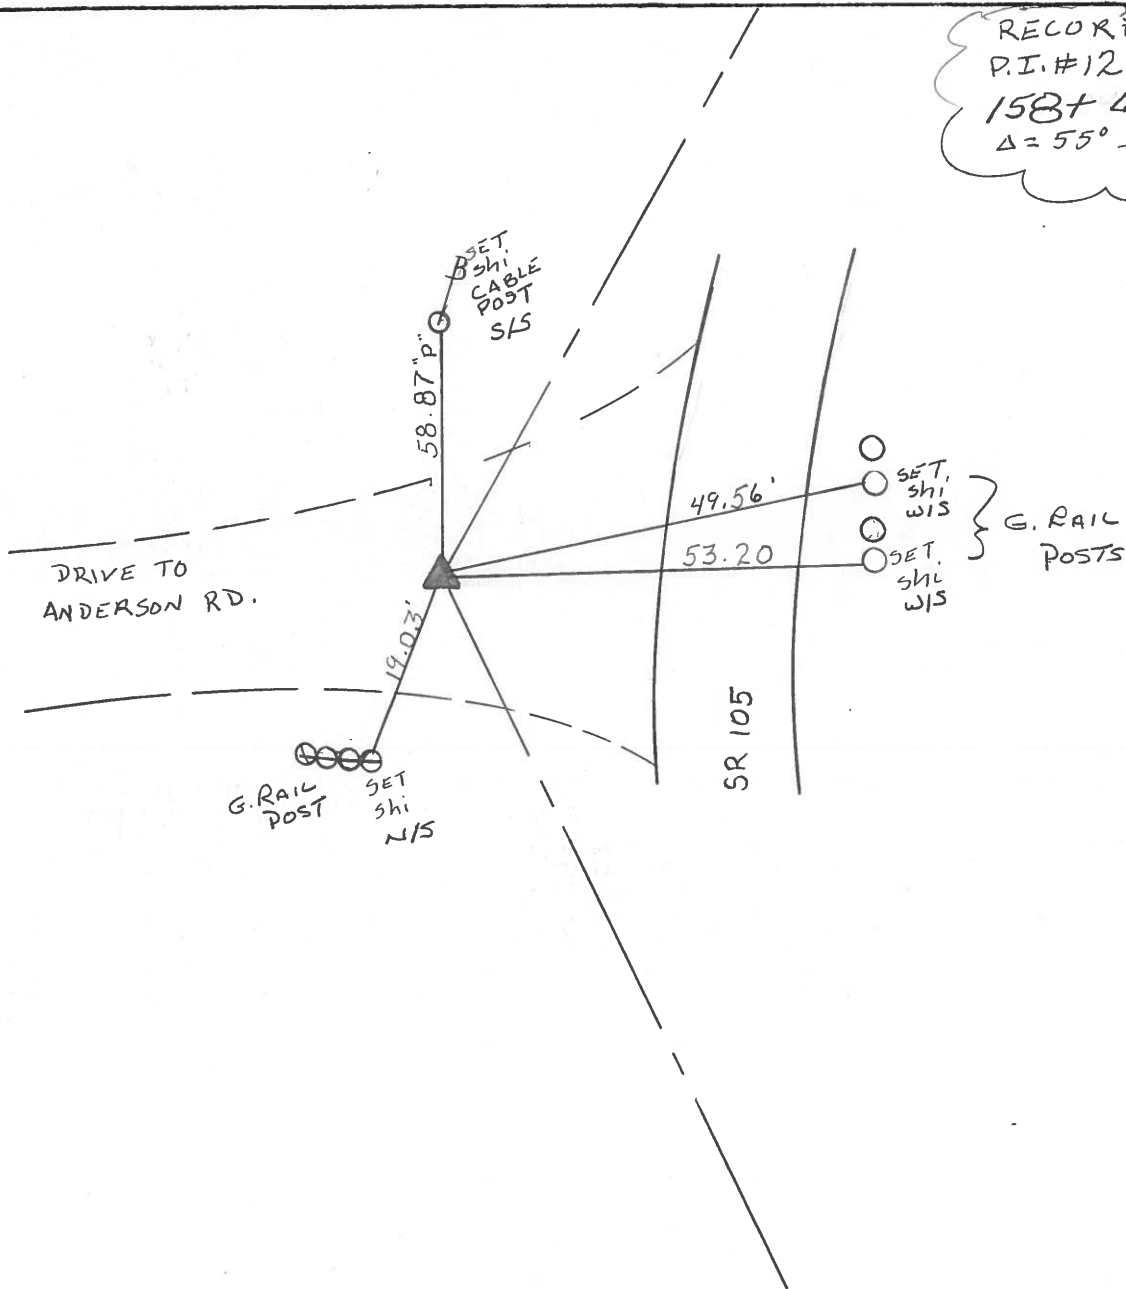 P.I. #12
158+
Δ = 55°
SET
shi
CABLE
POST
S/S
58.87' "P"
49.56'
SET
shi
W/S
G. RAIL
POSTS
53.20
SET
shi
W/S
DRIVE TO
ANDERSON RD.
19.03'
SR 105
G. RAIL
POST
SET
shi
N/S